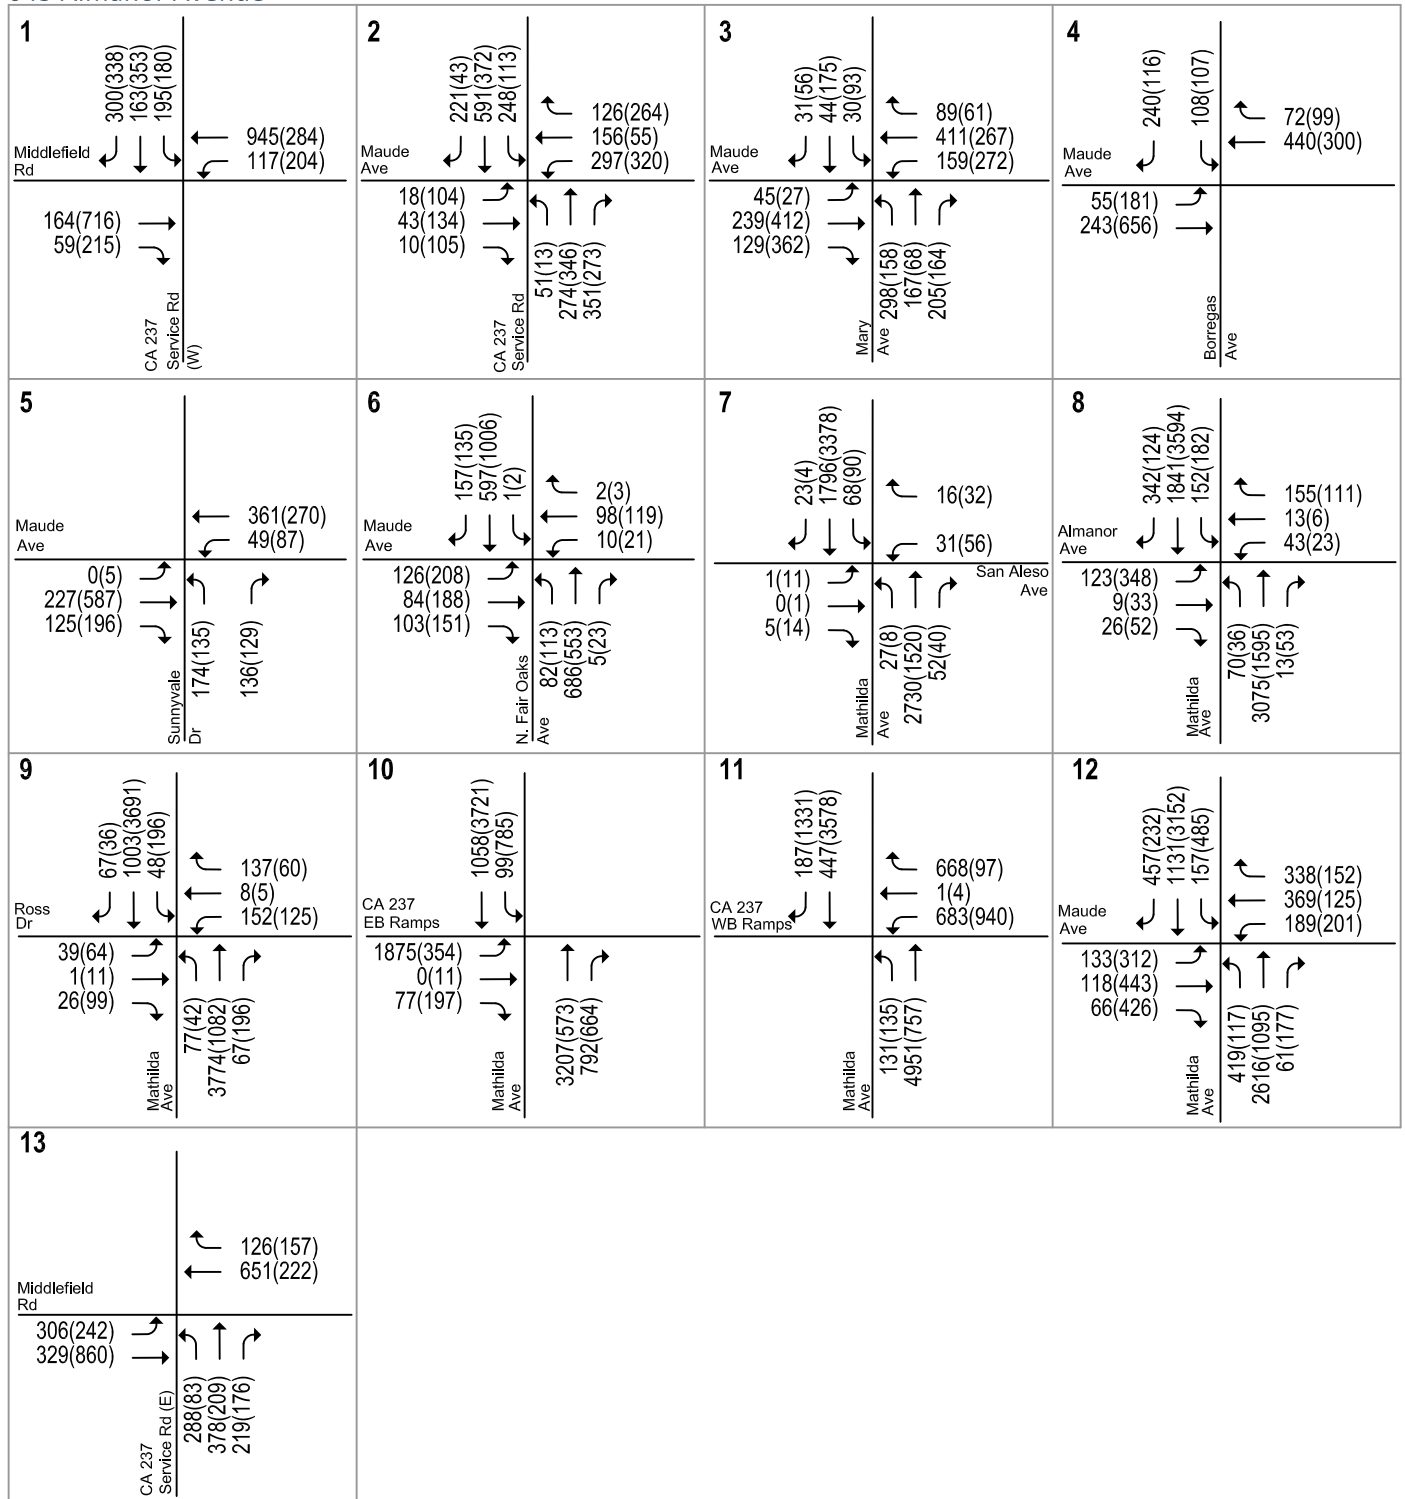 1
300(338)
163(353)
195(180)
945(284)
117(204)
Middlefield
Rd
164(716)
59(215)
CA 237
Service Rd
(W)
2
221(43)
591(372)
248(113)
126(264)
156(55)
297(320)
Maude
Ave
18(104)
43(134)
10(105)
51(13)
274(346)
351(273)
CA 237
Service Rd
3
31(56)
44(175)
30(93)
89(61)
411(267)
159(272)
Maude
Ave
45(27)
239(412)
129(362)
298(158)
167(68)
205(164)
Mary
Ave
4
240(116)
108(107)
72(99)
440(300)
Maude
Ave
55(181)
243(656)
Borregas
Ave
5
361(270)
49(87)
Maude
Ave
0(5)
227(587)
125(196)
174(135)
136(129)
Sunnyvale
Dr
6
157(135)
597(1006)
1(2)
2(3)
98(119)
10(21)
Maude
Ave
126(208)
84(188)
103(151)
82(113)
686(553)
5(23)
N. Fair Oaks
Ave
7
23(4)
1796(3378)
68(90)
16(32)
31(56)
San Aleso
Ave
1(11)
0(1)
5(14)
27(8)
2730(1520)
52(40)
Mathilda
Ave
8
342(124)
1841(3594)
152(182)
155(111)
13(6)
43(23)
Almanor
Ave
123(348)
9(33)
26(52)
70(36)
3075(1595)
13(53)
Mathilda
Ave
9
67(36)
1003(3691)
48(196)
137(60)
8(5)
152(125)
Ross
Dr
39(64)
1(11)
26(99)
77(42)
3774(1082)
67(196)
Mathilda
Ave
10
1058(3721)
99(785)
CA 237
EB Ramps
1875(354)
0(11)
77(197)
3207(573)
792(664)
Mathilda
Ave
11
187(1331)
447(3578)
668(97)
1(4)
683(940)
CA 237
WB Ramps
131(135)
4951(757)
Mathilda
Ave
12
457(232)
1131(3152)
157(485)
338(152)
369(125)
189(201)
Maude
Ave
133(312)
118(443)
66(426)
419(117)
2616(1095)
61(177)
Mathilda
Ave
13
126(157)
651(222)
Middlefield
Rd
306(242)
329(860)
288(83)
378(209)
219(176)
CA 237
Service Rd (E)